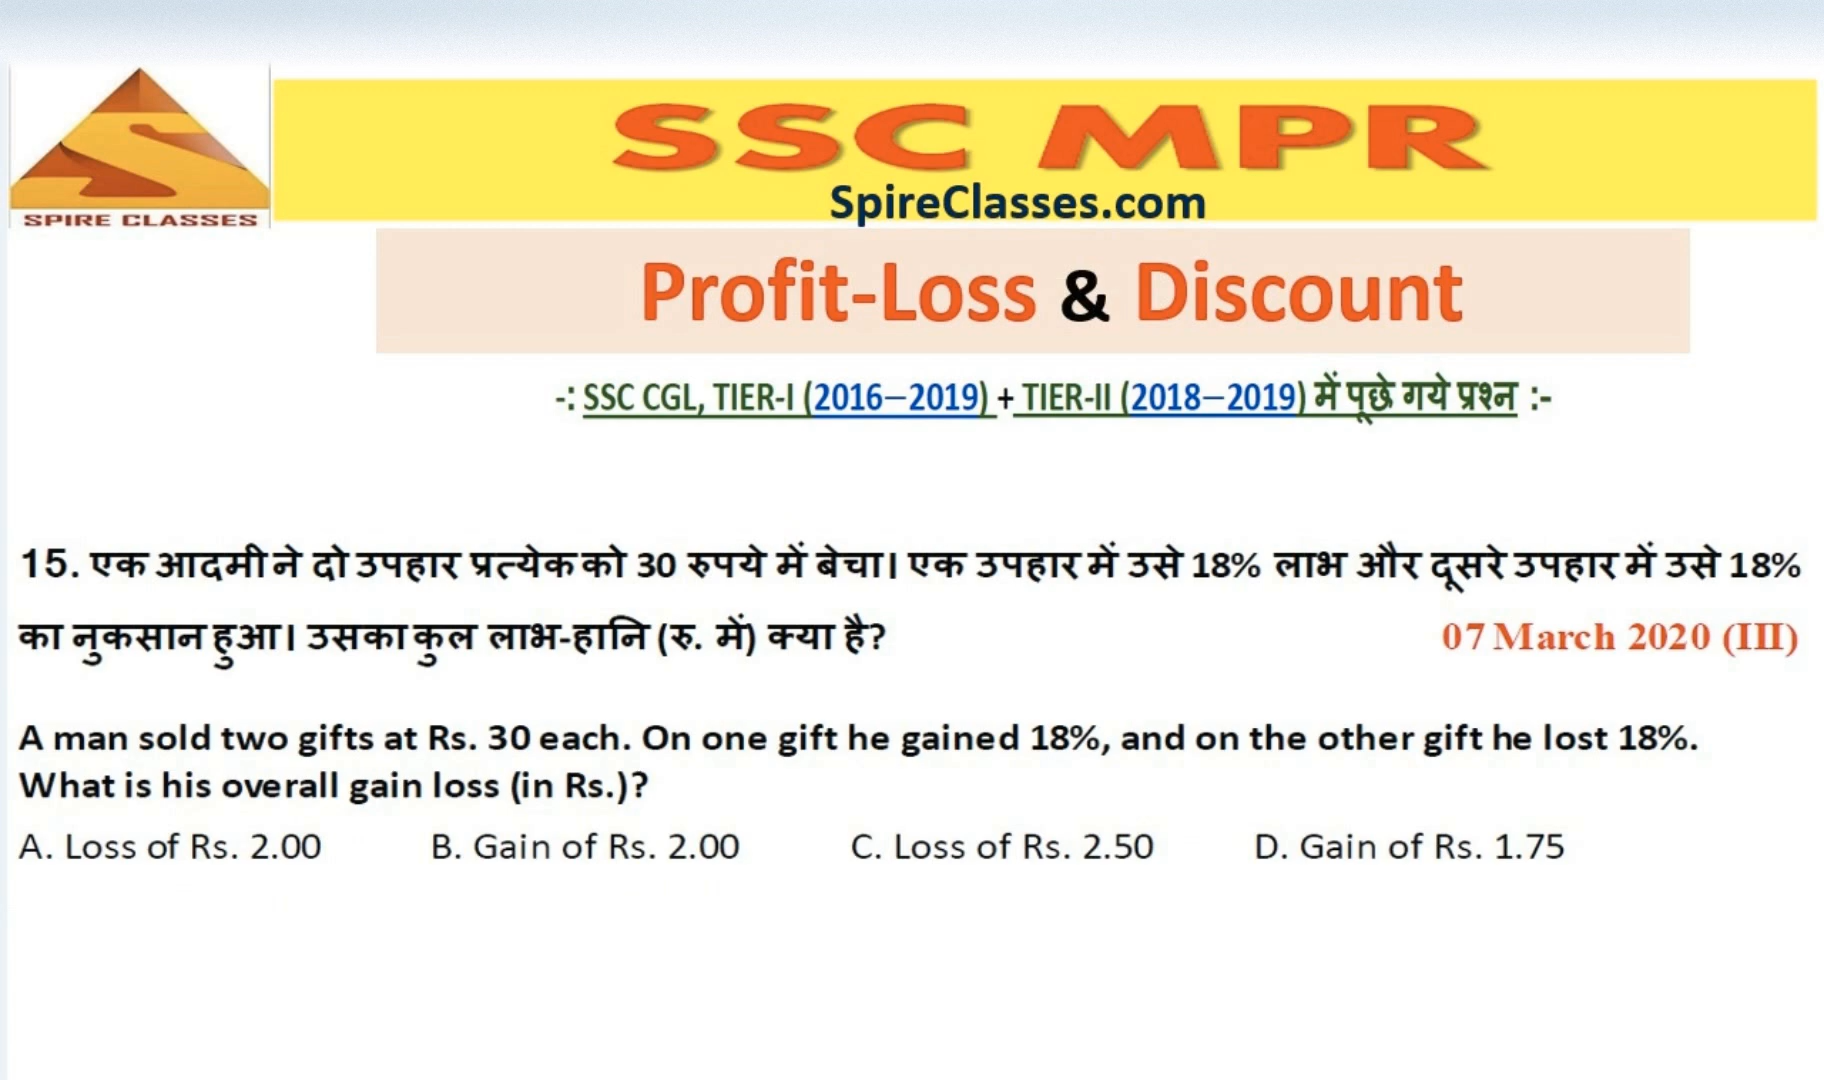 SPIRE CLASSES
SSC MPR
SpireClasses.com
Profit-Loss & Discount
-: SSC CGL, TIER-I (2016–2019) + TIER-II (2018–2019) में पूछे गये प्रश्न :-
15. एक आदमी ने दो उपहार प्रत्येक को 30 रुपये में बेचा। एक उपहार में उसे 18% लाभ और दूसरे उपहार में उसे 18%
का नुकसान हुआ। उसका कुल लाभ-हानि (रु. में) क्या है? 07 March 2020 (III)
A man sold two gifts at Rs. 30 each. On one gift he gained 18%, and on the other gift he lost 18%.
What is his overall gain loss (in Rs.)?
A. Loss of Rs. 2.00 B. Gain of Rs. 2.00 C. Loss of Rs. 2.50 D. Gain of Rs. 1.75